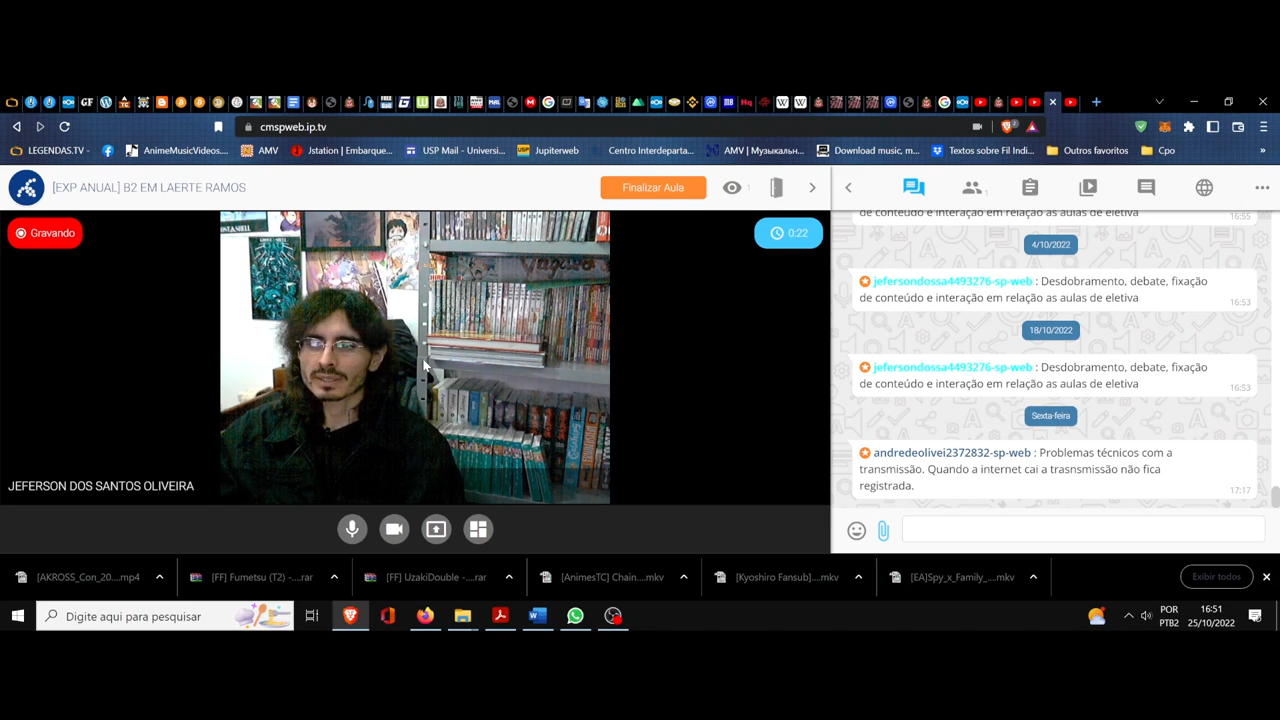 cmspweb.ip.tv
2
LEGENDAS.TV -
AnimeMusicVideos...
AMV
Jstation | Embarque...
USP Mail - Universi...
Jupiterweb
Centro Interdeparta...
AMV | Музыкальн...
Download music, m...
Textos sobre Fil Indi...
Outros favoritos
Cpo
»
[EXP ANUAL] B2 EM LAERTE RAMOS
Finalizar Aula
1
1
Gravando
0:22
JEFERSON DOS SANTOS OLIVEIRA
de conteúdo e interação em relação as aulas de eletiva
16:55
4/10/2022
jefersondossa4493276-sp-web : Desdobramento, debate, fixação
de conteúdo e interação em relação as aulas de eletiva
16:53
18/10/2022
jefersondossa4493276-sp-web : Desdobramento, debate, fixação
de conteúdo e interação em relação as aulas de eletiva
16:53
Sexta-feira
andredeolivei2372832-sp-web : Problemas técnicos com a
transmissão. Quando a internet cai a trasnsmissão não fica
registrada.
17:17
[AKROSS_Con_20....mp4
[FF] Fumetsu (T2) -....rar
[FF] UzakiDouble -....rar
[AnimesTC] Chain....mkv
[Kyoshiro Fansub]....mkv
[EA]Spy_x_Family_....mkv
Exibir todos
Digite aqui para pesquisar
POR
PTB2
16:51
25/10/2022